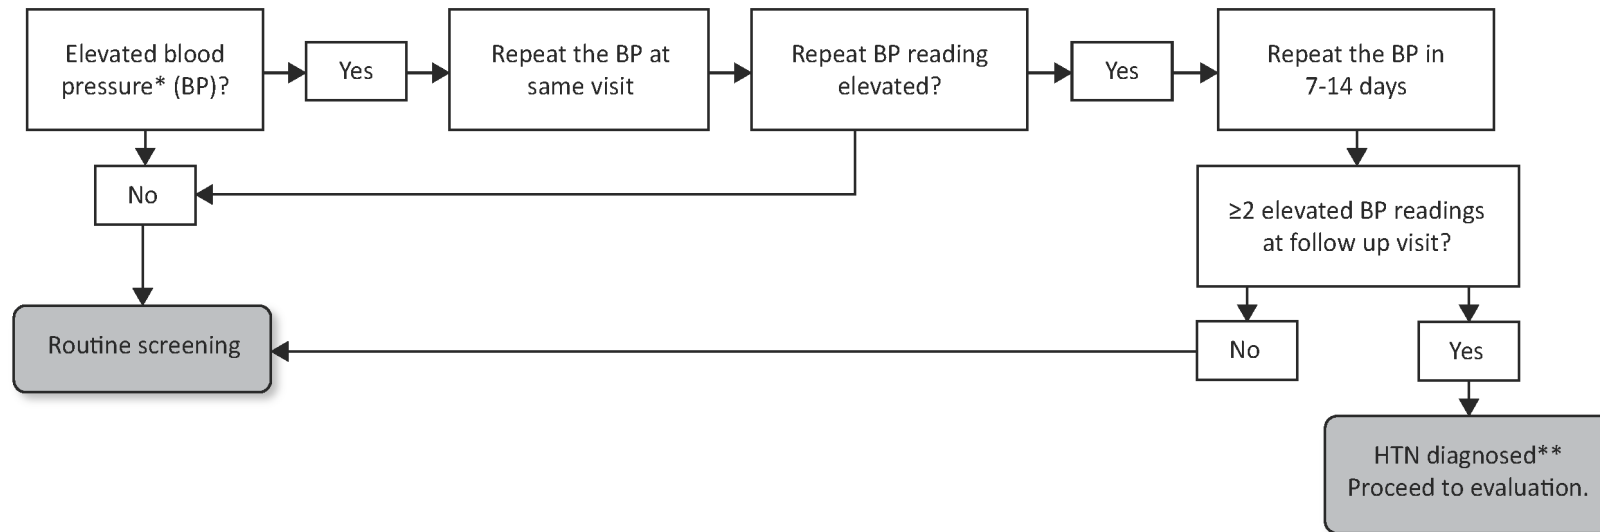 Elevated blood
pressure* (BP)?
Yes
Repeat the BP at
same visit
Repeat BP reading
elevated?
Yes
Repeat the BP in
7-14 days
No
≥2 elevated BP readings
at follow up visit?
Routine screening
No
Yes
HTN diagnosed**
Proceed to evaluation.